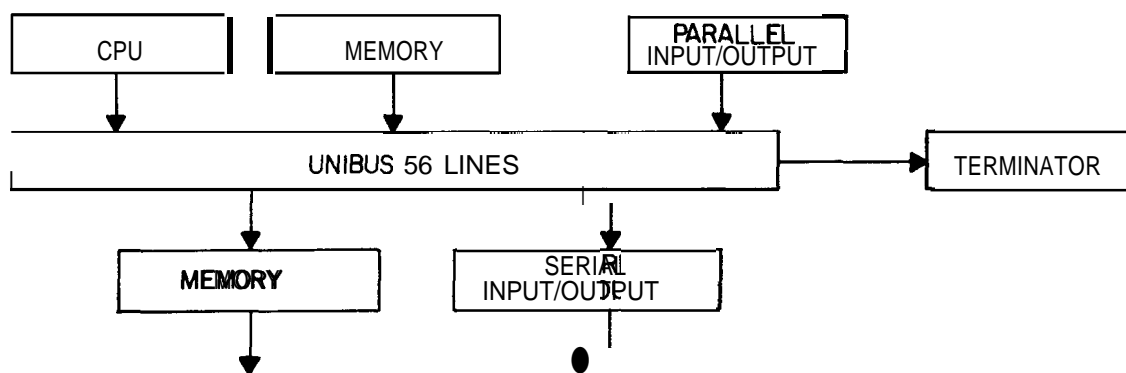 CPU
MEMORY
PARALLEL
INPUT/OUTPUT
UNIBUS 56 LINES
TERMINATOR
MEMORY
SERIAL
INPUT/OUTPUT